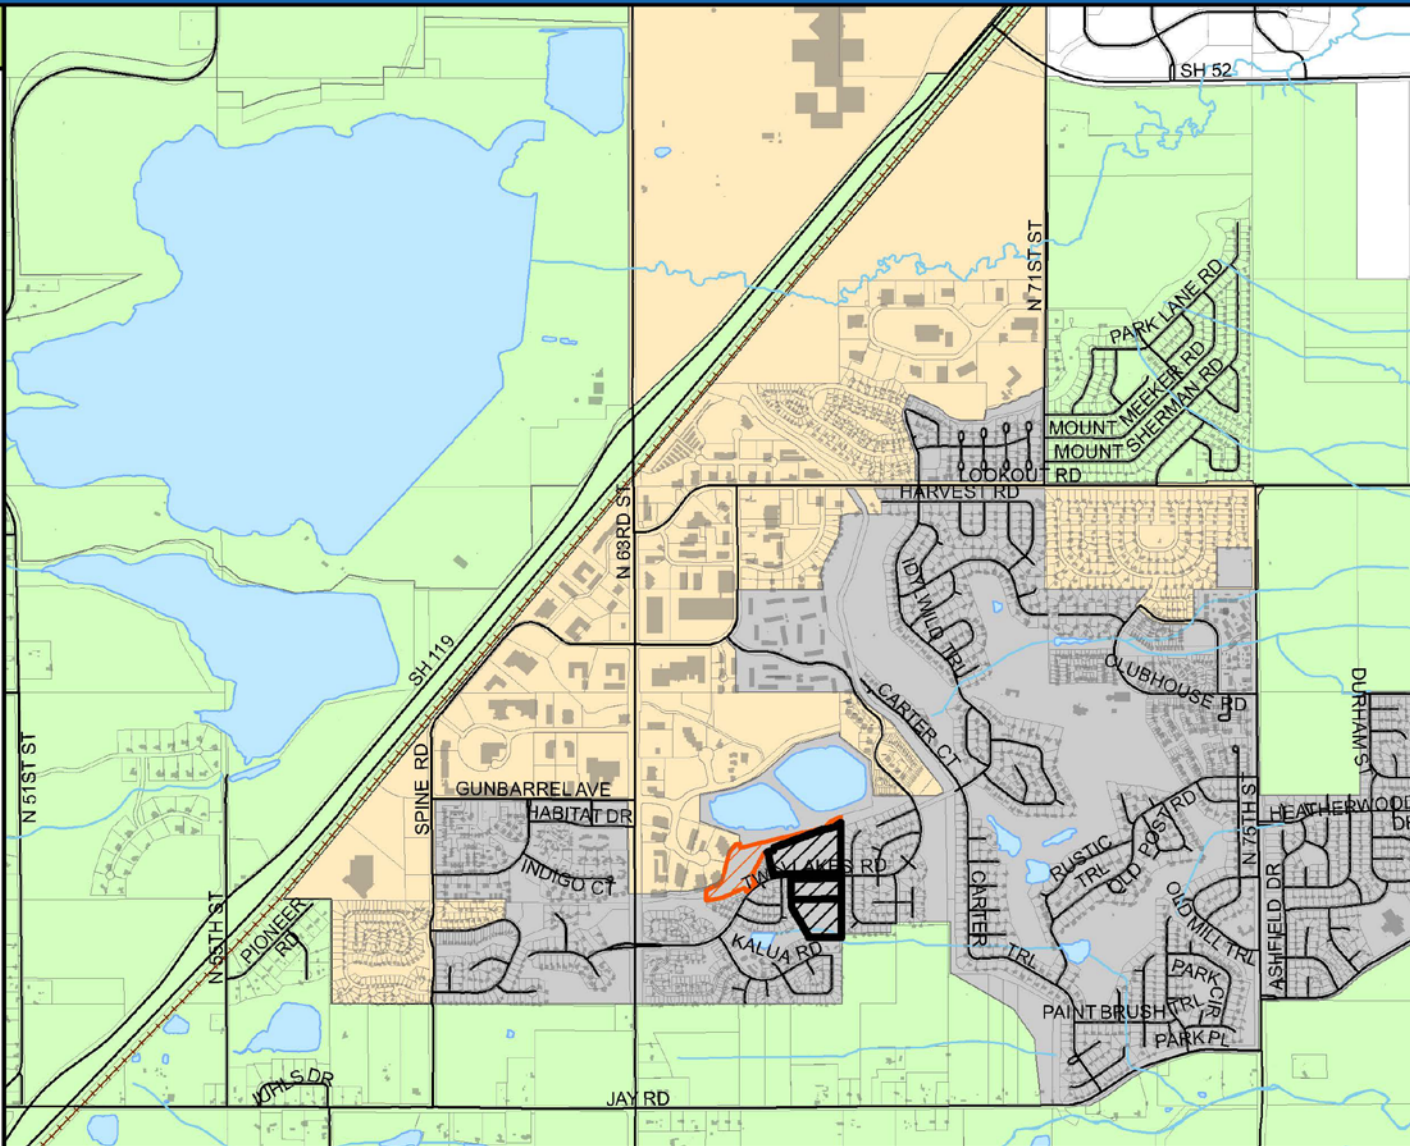 SH 52
N 71ST ST
PARK LANE RD
MOUNT MEEKER RD
MOUNT SHERMAN RD
LOOKOUT RD
HARVEST RD
N 63RD ST
IDYLWILD TRL
SH 119
CLUBHOUSE RD
DURHAM ST
CARTER CT
N 51ST ST
SPINE RD
GUNBARREL AVE
HABITAT DR
N 75TH ST
HEATHERWOOD
DR
INDIGO CT
TWIN LAKES RD
RUSTIC
TRL
OLD POST RD
CARTER
TRL
OLD MILL TRL
ASHFIELD DR
N 55TH ST
PIONEER
RD
KALUA RD
PARK
CIR
PAINT BRUSH TRL
PARK PL
JAY RD